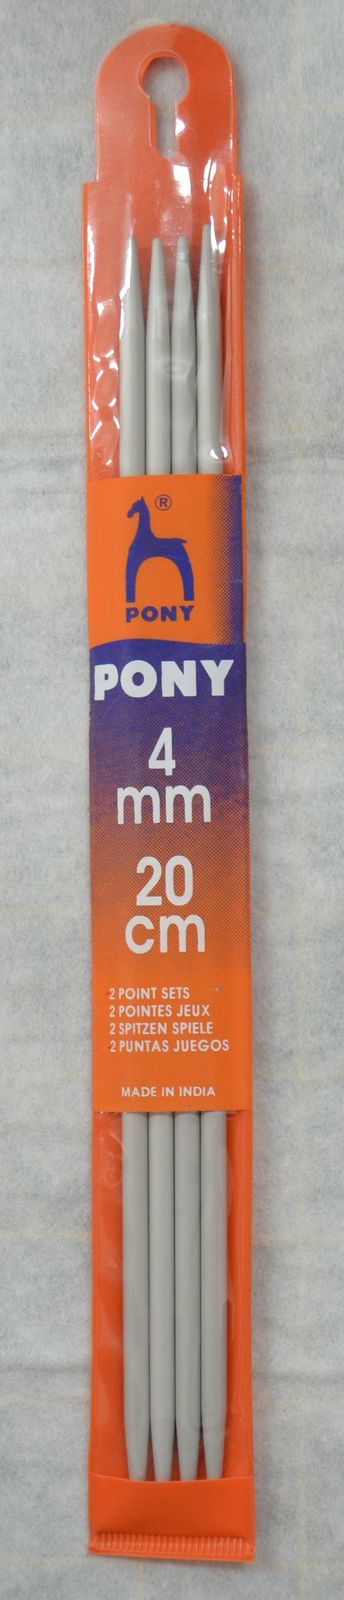 ®
PONY
PONY
4
mm
20
cm
2 POINT SETS
2 POINTES JEUX
2 SPITZEN SPIELE
2 PUNTAS JUEGOS
MADE IN INDIA